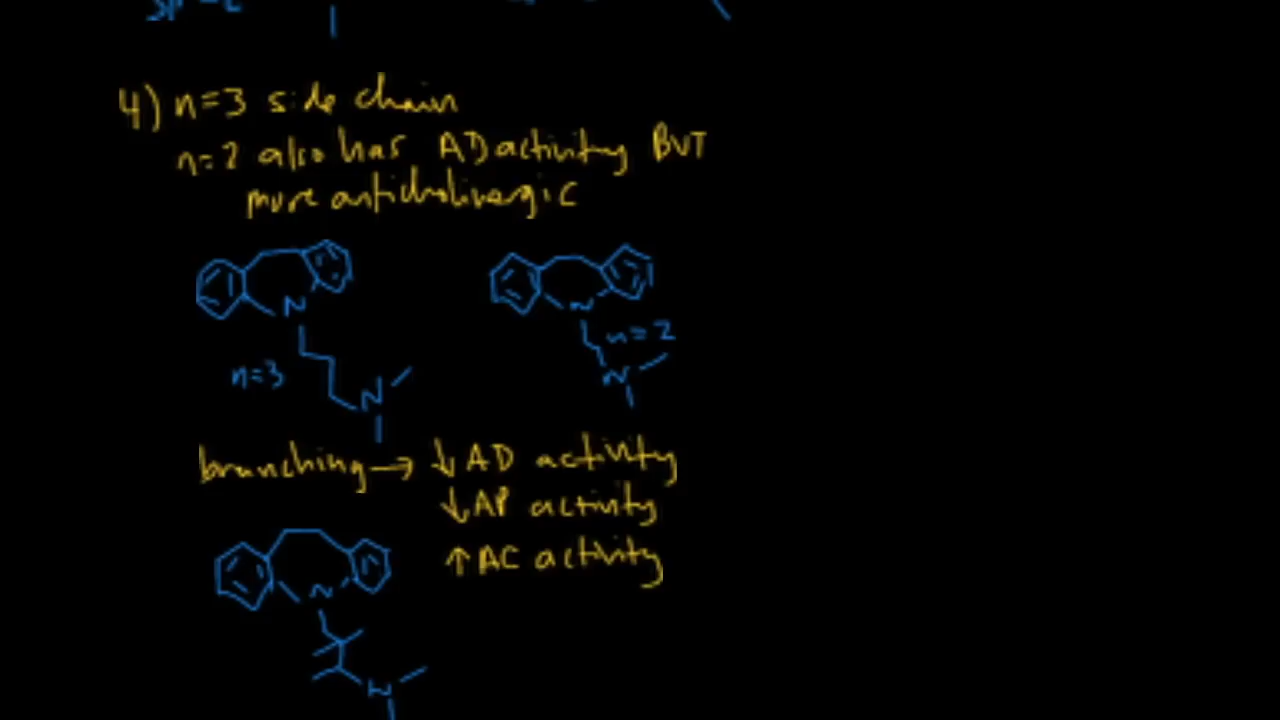 4) n=3 side chain
n=2 also has AD activity BUT
more anticholinergic
N
N
n=2
n=3
N
N
branching → ↓ AD activity
↓ AP activity
↑ AC activity
N
N